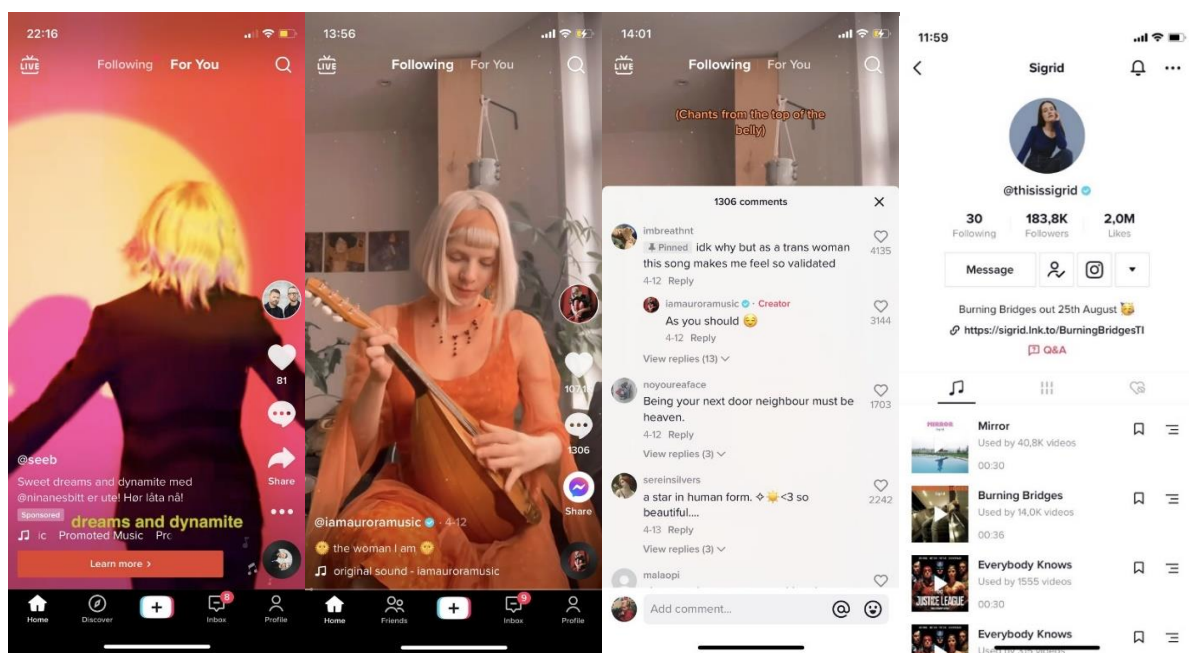 22:16
LIVE
Following For You
81
@seeb
Sweet dreams and dynamite med
@ninanesbitt er ute! Hør låta nå!
Share
Sponsored
dreams and dynamite
ic Promoted Music Pro
Learn more >
8
Home
Discover
Inbox
Profile
13:56
LIVE
Following For You
1306
@iamauroramusic · 4-12
Share
🌞 the woman I am 🌞
original sound - iamauroramusic
9
Home
Friends
Inbox
Profile
14:01
LIVE
Following For You
(Chants from the top of the
belly)
1306 comments
imbreathnt
Pinned idk why but as a trans woman
this song makes me feel so validated
4135
4-12 Reply
iamauroramusic · Creator
As you should 😌
3144
4-12 Reply
View replies (13)
noyoureaface
Being your next door neighbour must be
heaven.
1703
4-12 Reply
View replies (3)
sereinsilvers
a star in human form. ✧☀️<3 so
beautiful....
2242
4-13 Reply
View replies (3)
malaopi
Add comment...
11:59
Sigrid
@thisissigrid
30 183,8K 2,0M
Following Followers Likes
Message
Burning Bridges out 25th August 🥳
https://sigrid.lnk.to/BurningBridgesTI
Q&A
MIRROR
Mirror
Used by 40,8K videos
00:30
Burning Bridges
Used by 14,0K videos
00:36
Everybody Knows
Used by 1555 videos
00:30
JUSTICE LEAGUE
Everybody Knows